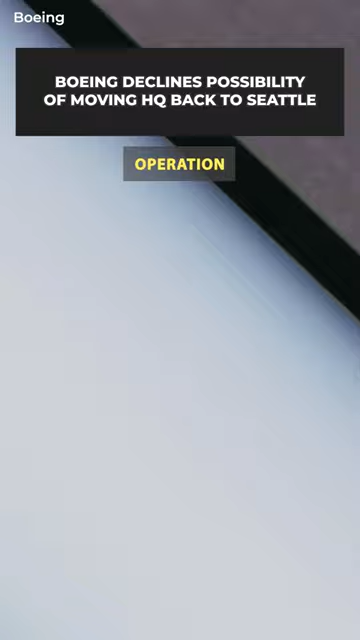 Boeing
BOEING DECLINES POSSIBILITY
OF MOVING HQ BACK TO SEATTLE
OPERATION